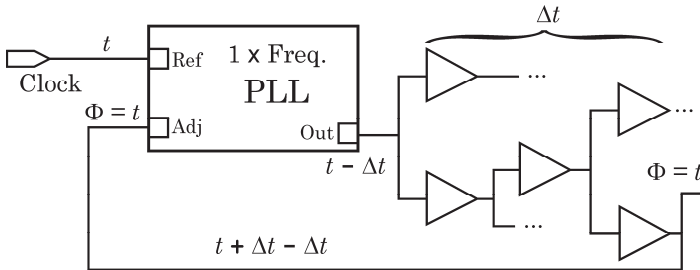 Δt
t
Ref
1 x Freq.
...
Clock
PLL
Φ = t
Adj
Out
...
t − Δt
Φ = t
...
t + Δt − Δt